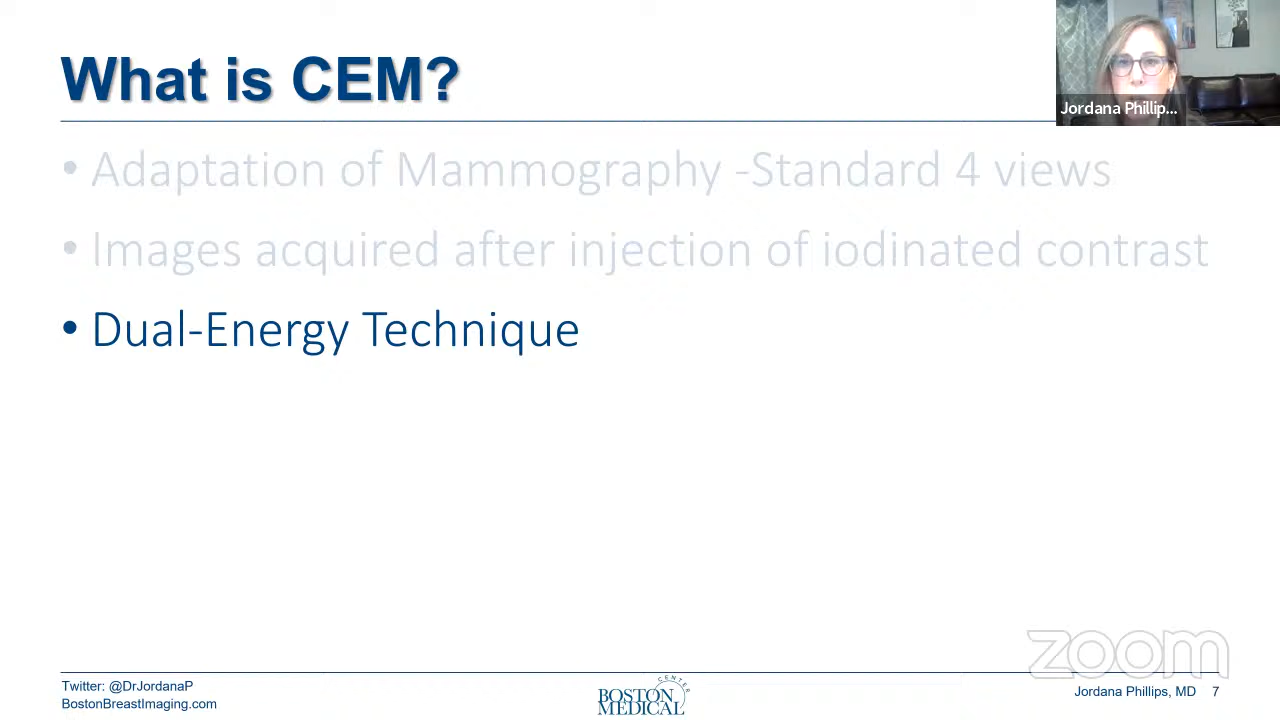 What is CEM?
Jordana Phillip...
• Adaptation of Mammography -Standard 4 views
• Images acquired after injection of iodinated contrast
• Dual-Energy Technique
zoom
Twitter: @DrJordanaP
BostonBreastImaging.com
CENTER
BOSTON
MEDICAL
Jordana Phillips, MD 7